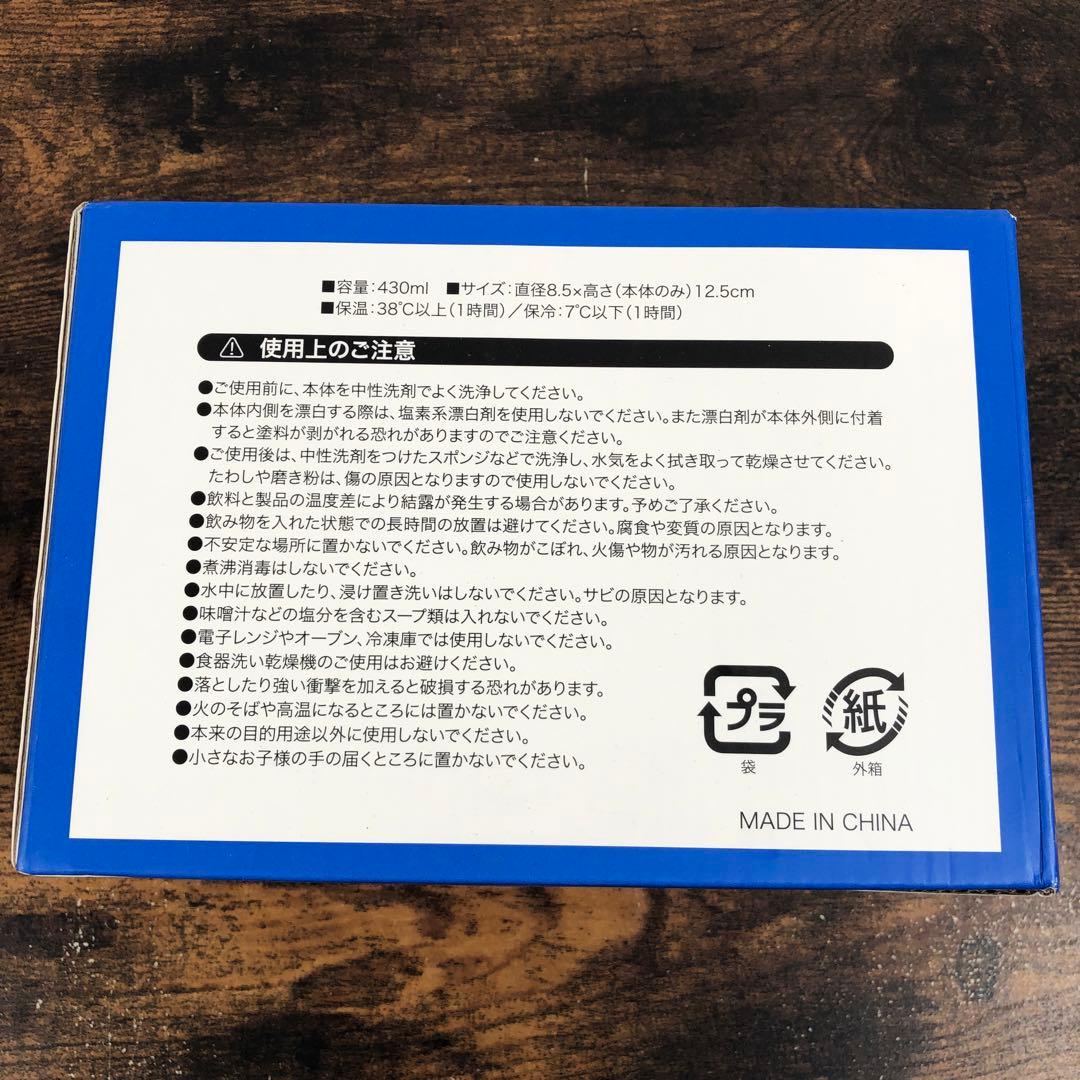 ■容量：430ml ■サイズ：直径8.5×高さ（本体のみ）12.5cm
■保温：38℃以上（1時間）／保冷：7℃以下（1時間）
使用上のご注意
●ご使用前に、本体を中性洗剤でよく洗浄してください。
●本体内側を漂白する際は、塩素系漂白剤を使用しないでください。また漂白剤が本体外側に付着
すると塗料が剥がれる恐れがありますのでご注意ください。
●ご使用後は、中性洗剤をつけたスポンジなどで洗浄し、水気をよく拭き取って乾燥させてください。
たわしや磨き粉は、傷の原因となりますので使用しないでください。
●飲料と製品の温度差により結露が発生する場合があります。予めご了承ください。
●飲み物を入れた状態での長時間の放置は避けてください。腐食や変質の原因となります。
●不安定な場所に置かないでください。飲み物がこぼれ、火傷や物が汚れる原因となります。
●煮沸消毒はしないでください。
●水中に放置したり、浸け置き洗いはしないでください。サビの原因となります。
●味噌汁などの塩分を含むスープ類は入れないでください。
●電子レンジやオーブン、冷凍庫では使用しないでください。
●食器洗い乾燥機のご使用はお避けください。
●落としたり強い衝撃を加えると破損する恐れがあります。
●火のそばや高温になるところには置かないでください。
●本来の目的用途以外に使用しないでください。
●小さなお子様の手の届くところに置かないでください。
プラ
袋
紙
外箱
MADE IN CHINA